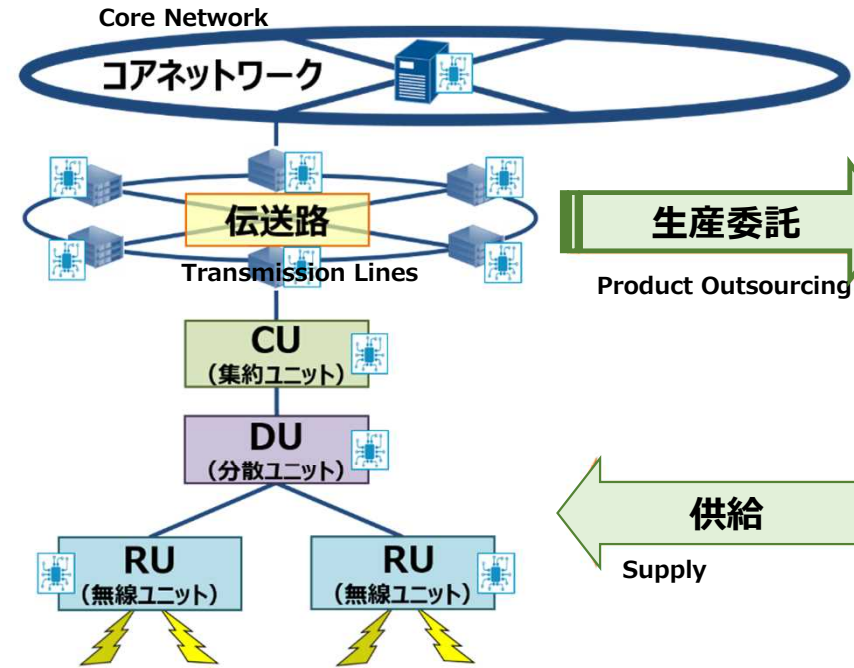 Core Network
コアネットワーク
伝送路
Transmission Lines
生産委託
Product Outsourcing
CU
（集約ユニット）
DU
（分散ユニット）
供給
Supply
RU
（無線ユニット）
RU
（無線ユニット）